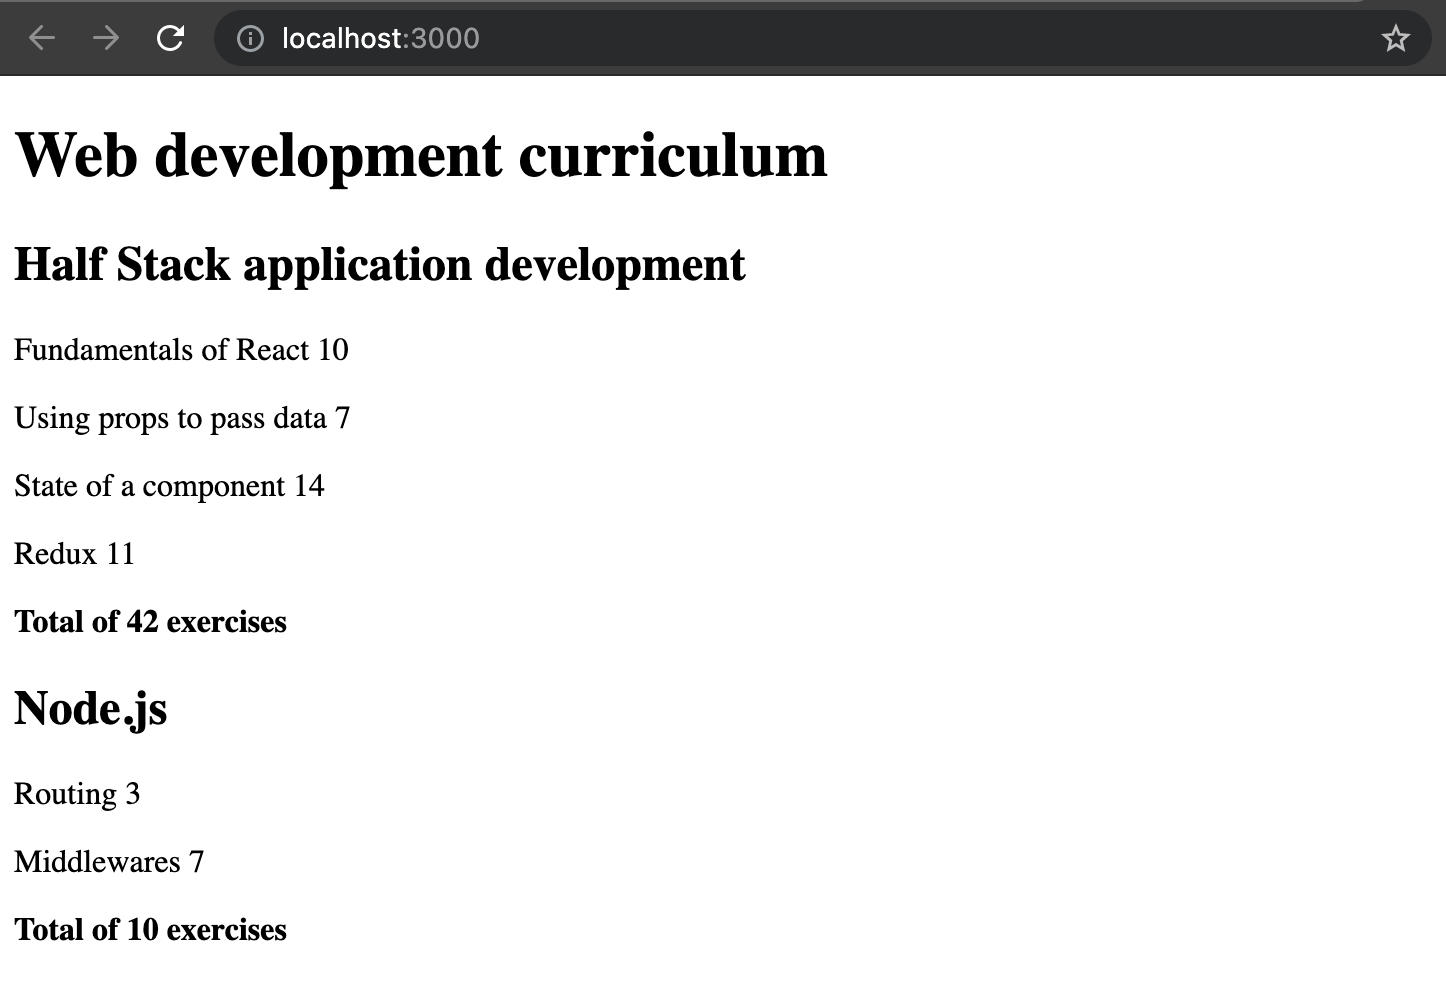 localhost:3000
Web development curriculum
Half Stack application development
Fundamentals of React 10
Using props to pass data 7
State of a component 14
Redux 11
Total of 42 exercises
Node.js
Routing 3
Middlewares 7
Total of 10 exercises